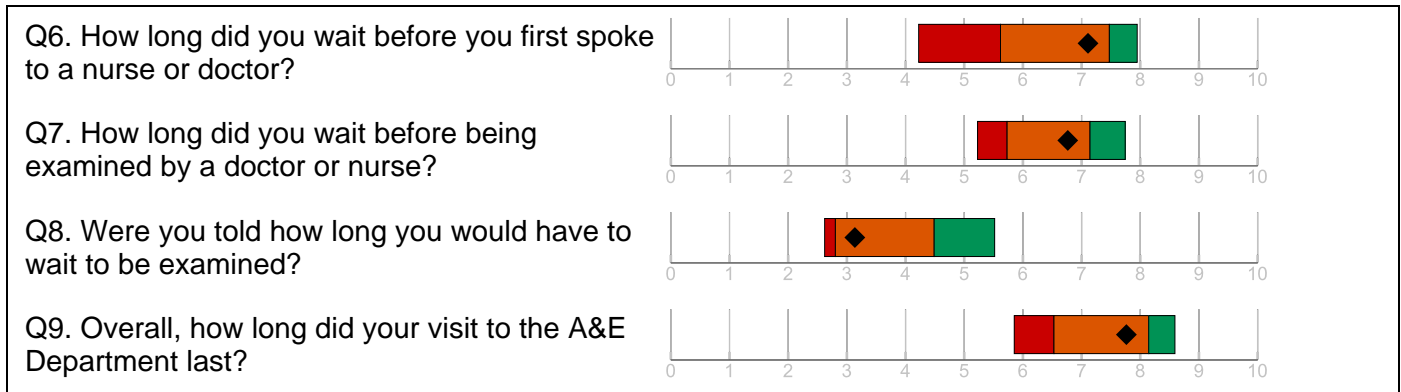 Q6. How long did you wait before you first spoke
to a nurse or doctor?
0 1 2 3 4 5 6 7 8 9 10
Q7. How long did you wait before being
examined by a doctor or nurse?
0 1 2 3 4 5 6 7 8 9 10
Q8. Were you told how long you would have to
wait to be examined?
0 1 2 3 4 5 6 7 8 9 10
Q9. Overall, how long did your visit to the A&E
Department last?
0 1 2 3 4 5 6 7 8 9 10